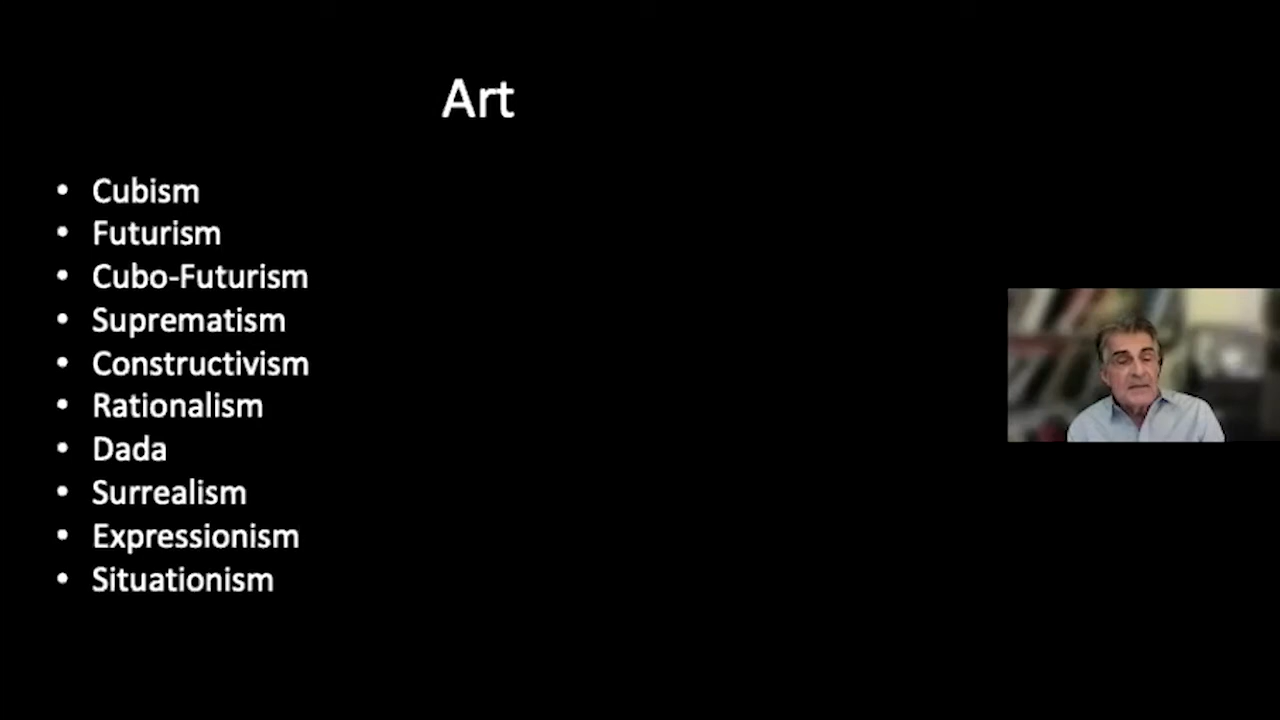 Art
• Cubism
• Futurism
• Cubo-Futurism
• Suprematism
• Constructivism
• Rationalism
• Dada
• Surrealism
• Expressionism
• Situationism